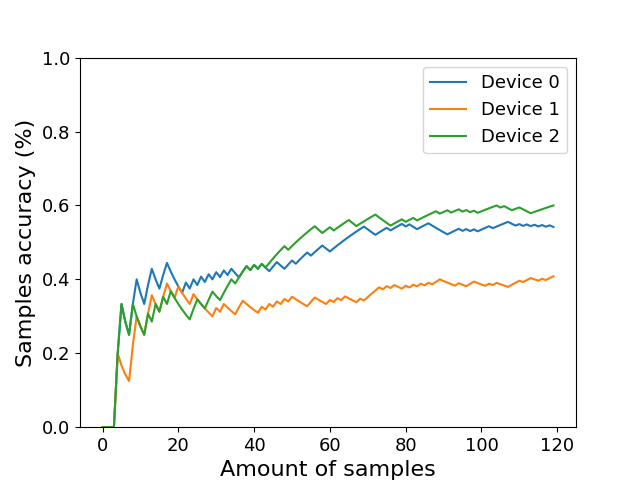 1.0
0.8
0.6
0.4
0.2
0.0
Samples accuracy (%)
Device 0
Device 1
Device 2
0 20 40 60 80 100 120
Amount of samples